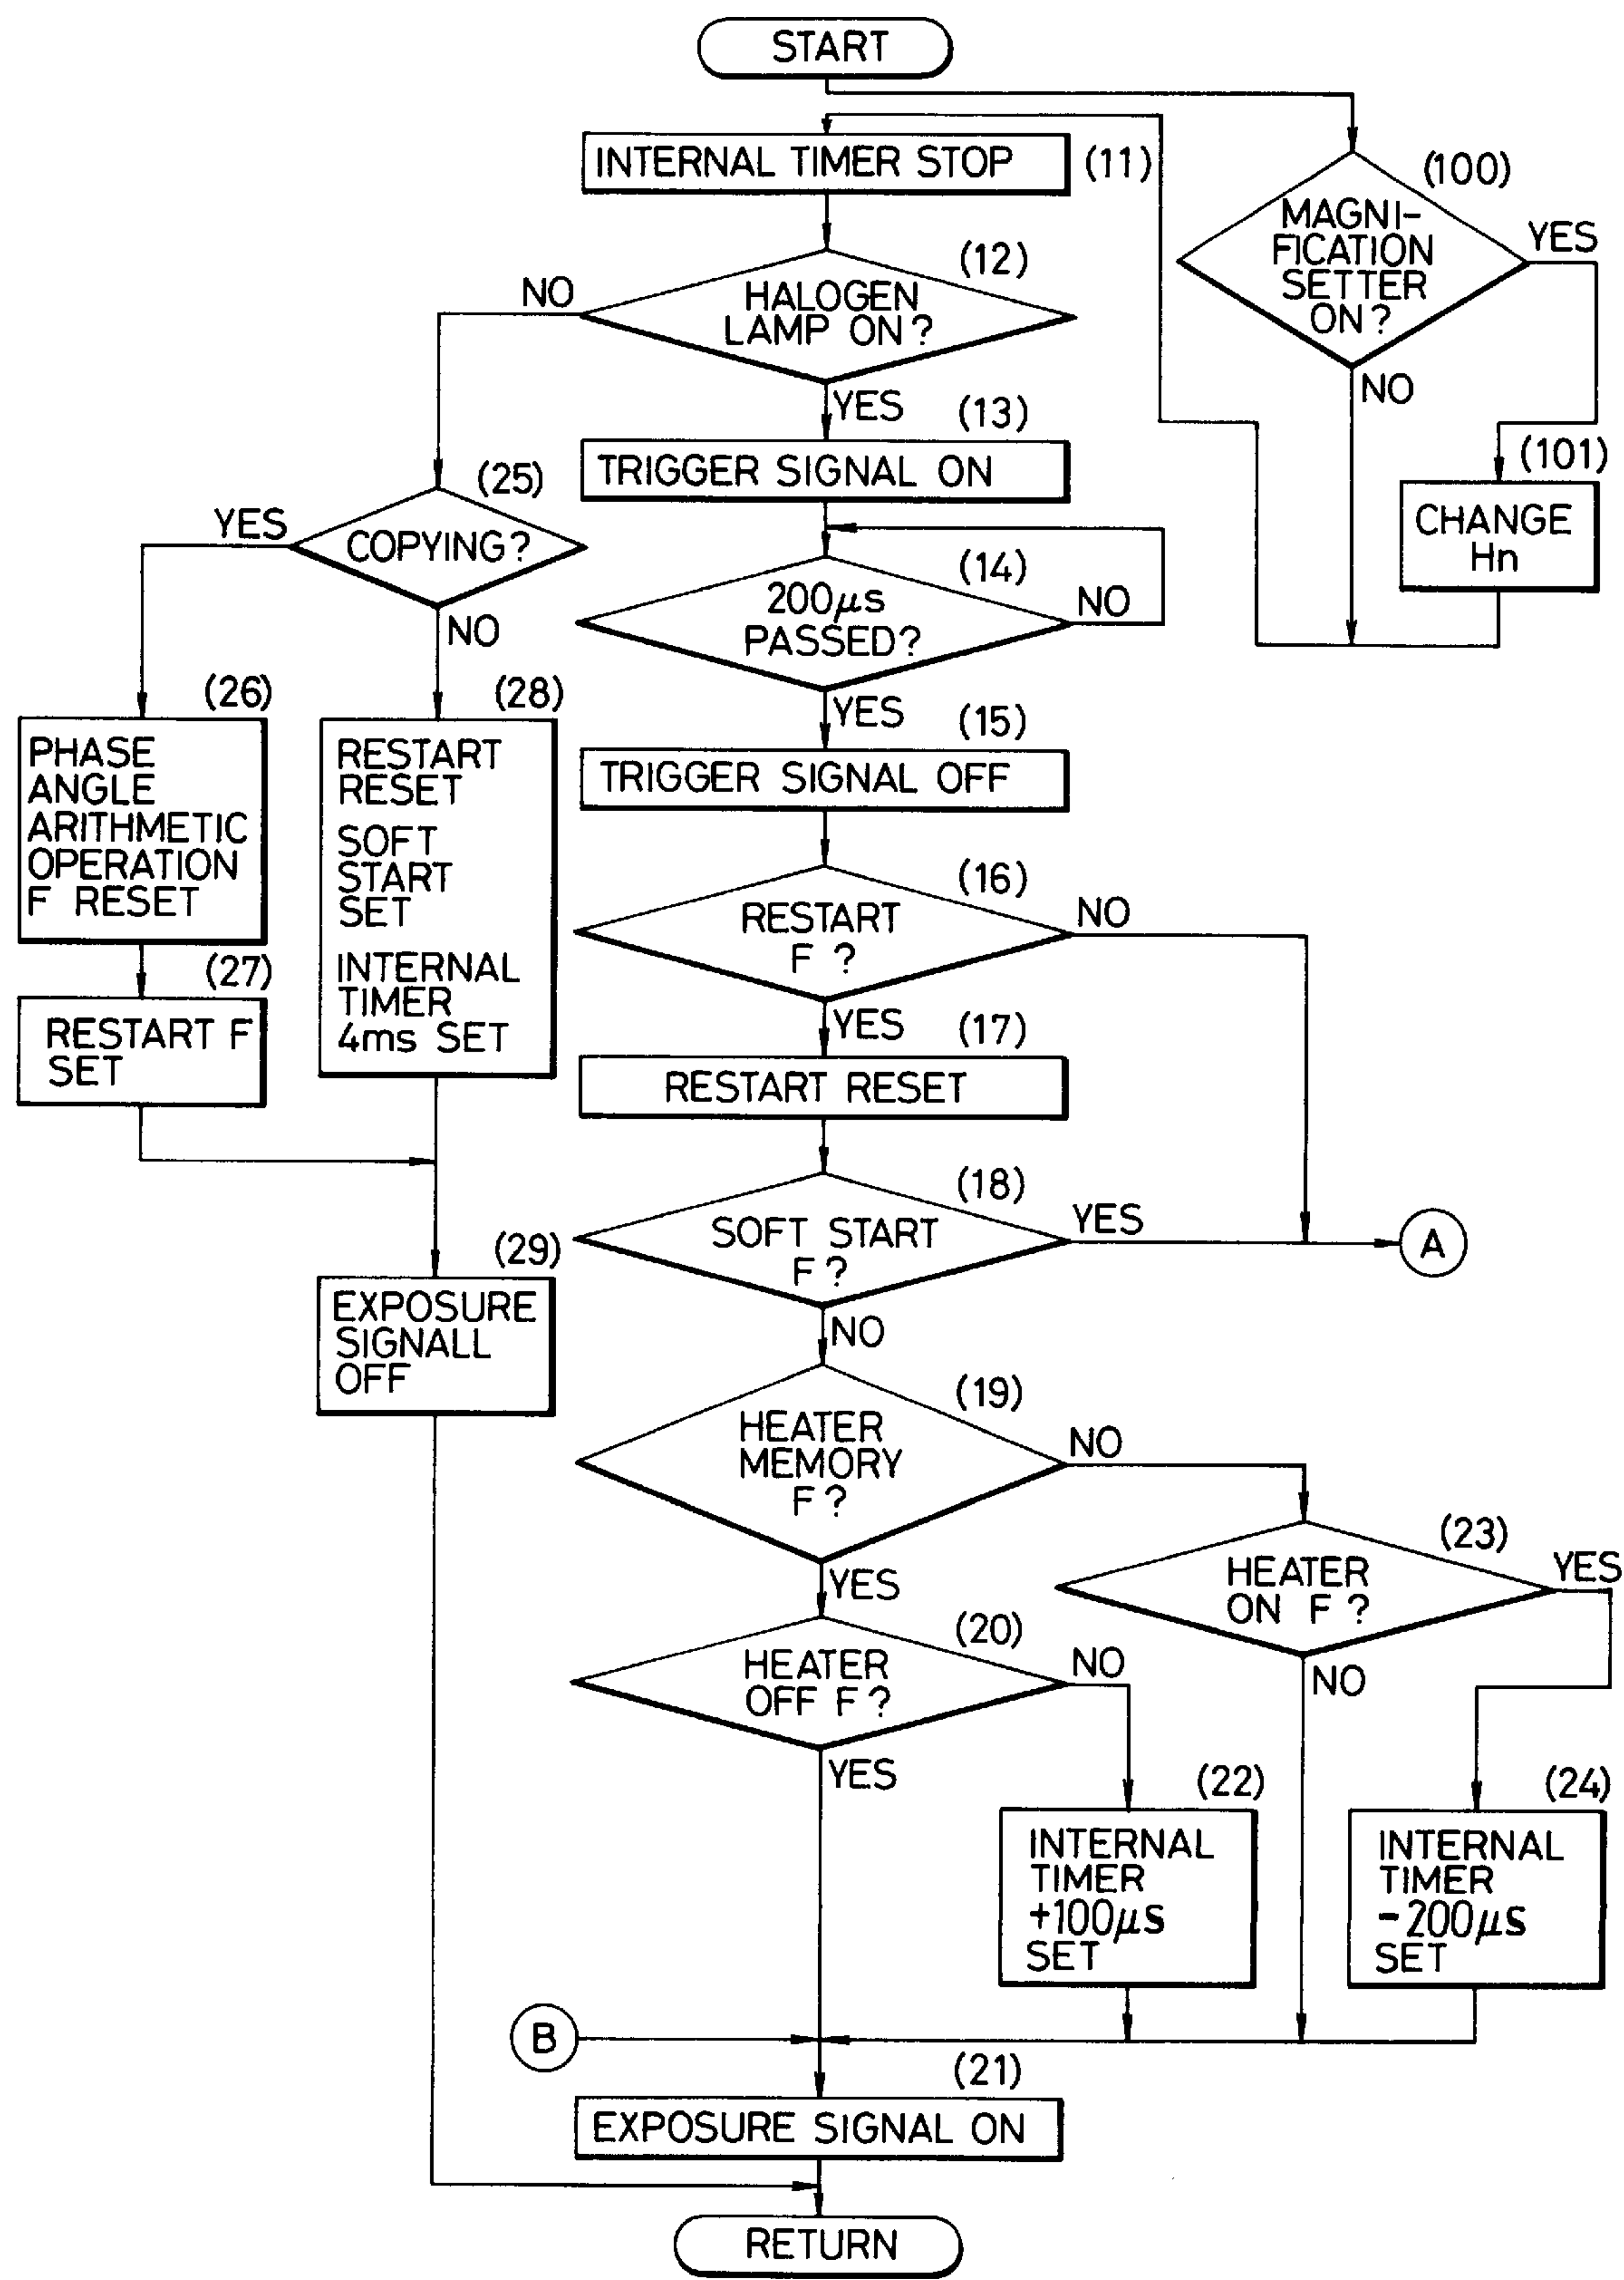 START
INTERNAL TIMER STOP
(11)
(100)
MAGNI-
FICATION
SETTER
ON?
YES
NO
(101)
CHANGE
Hn
(12)
HALOGEN
LAMP ON?
NO
YES
(13)
TRIGGER SIGNAL ON
(14)
200μs
PASSED?
NO
YES
(15)
TRIGGER SIGNAL OFF
(25)
COPYING?
YES
NO
(26)
PHASE
ANGLE
ARITHMETIC
OPERATION
F RESET
(27)
RESTART F
SET
(28)
RESTART
RESET
SOFT
START
SET
INTERNAL
TIMER
4ms SET
(29)
EXPOSURE
SIGNALL
OFF
(16)
RESTART
F?
NO
YES
(17)
RESTART RESET
(18)
SOFT START
F?
YES
A
NO
(19)
HEATER
MEMORY
F?
NO
YES
(23)
HEATER
ON F?
YES
NO
(20)
HEATER
OFF F?
NO
YES
(22)
INTERNAL
TIMER
+100μs
SET
(24)
INTERNAL
TIMER
-200μs
SET
B
(21)
EXPOSURE SIGNAL ON
RETURN